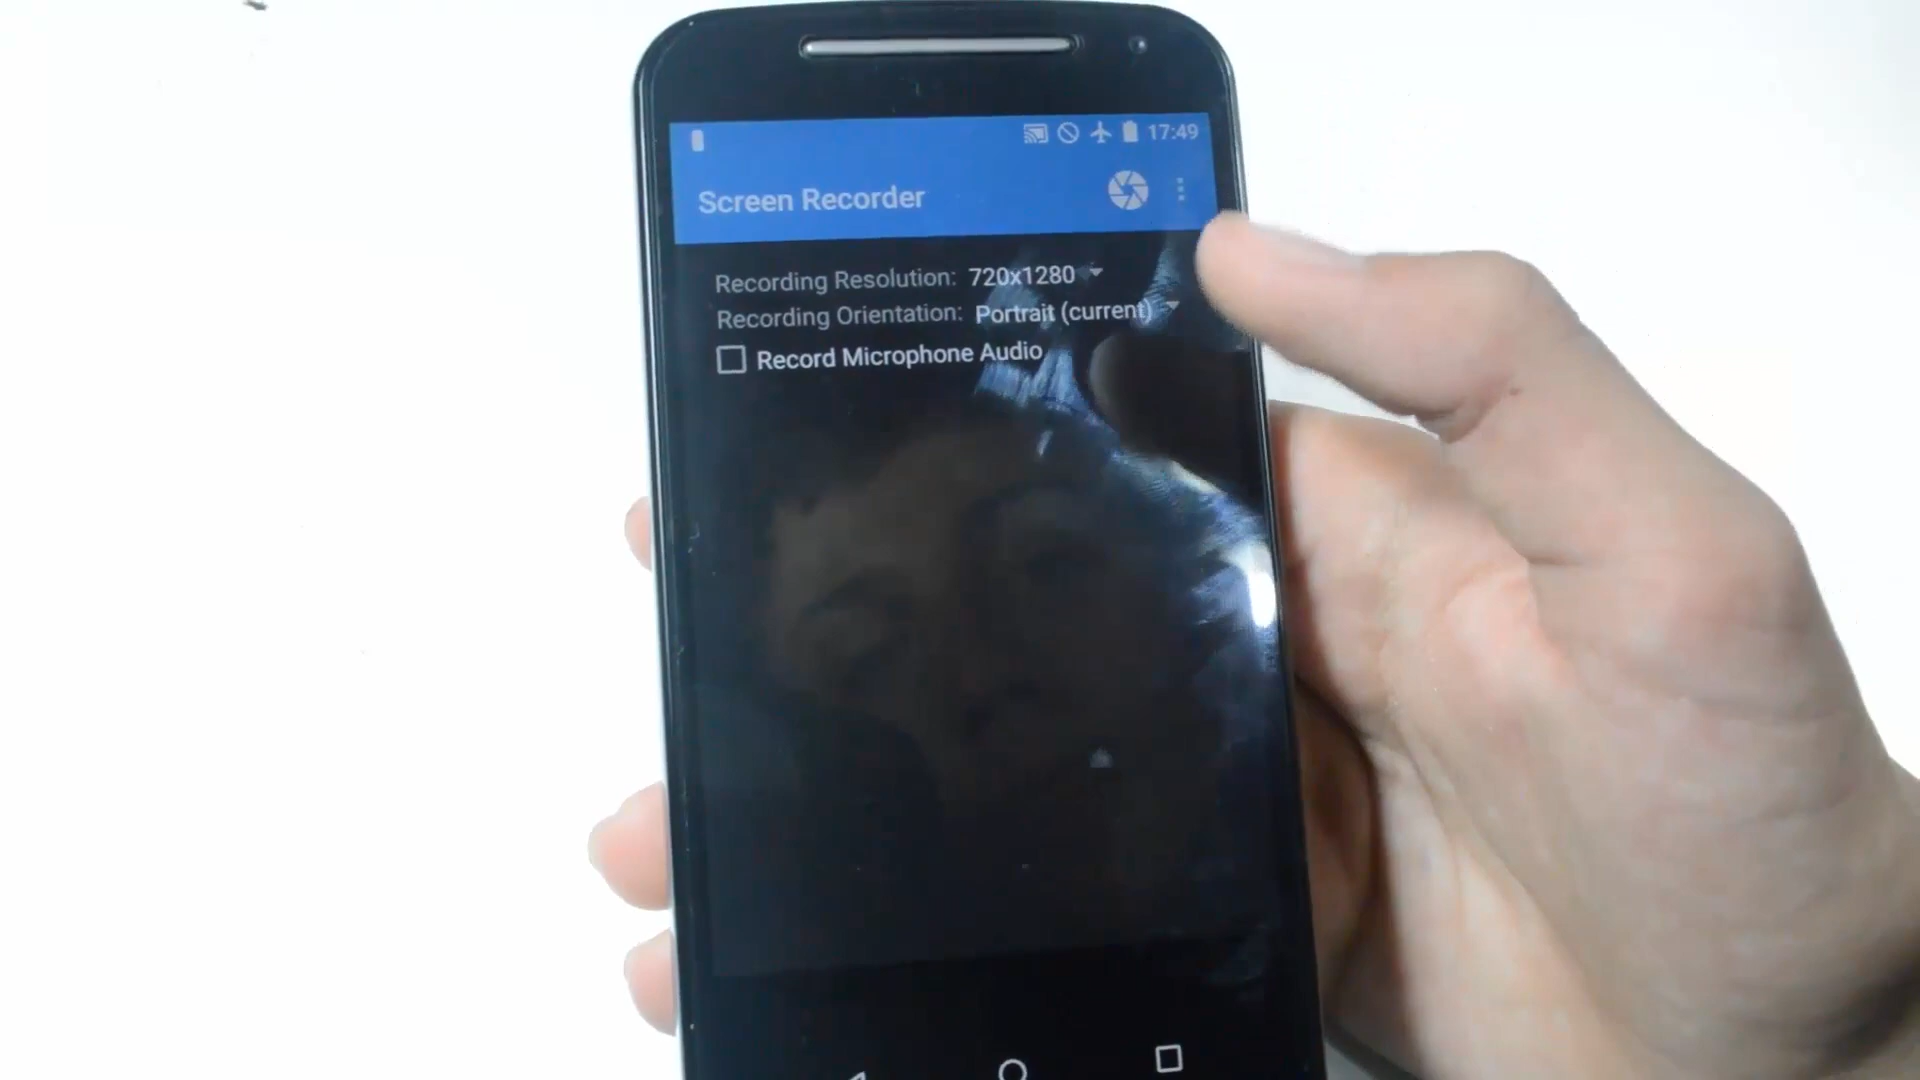 17:49
Screen Recorder
Recording Resolution: 720x1280
Recording Orientation: Portrait (current)
Record Microphone Audio